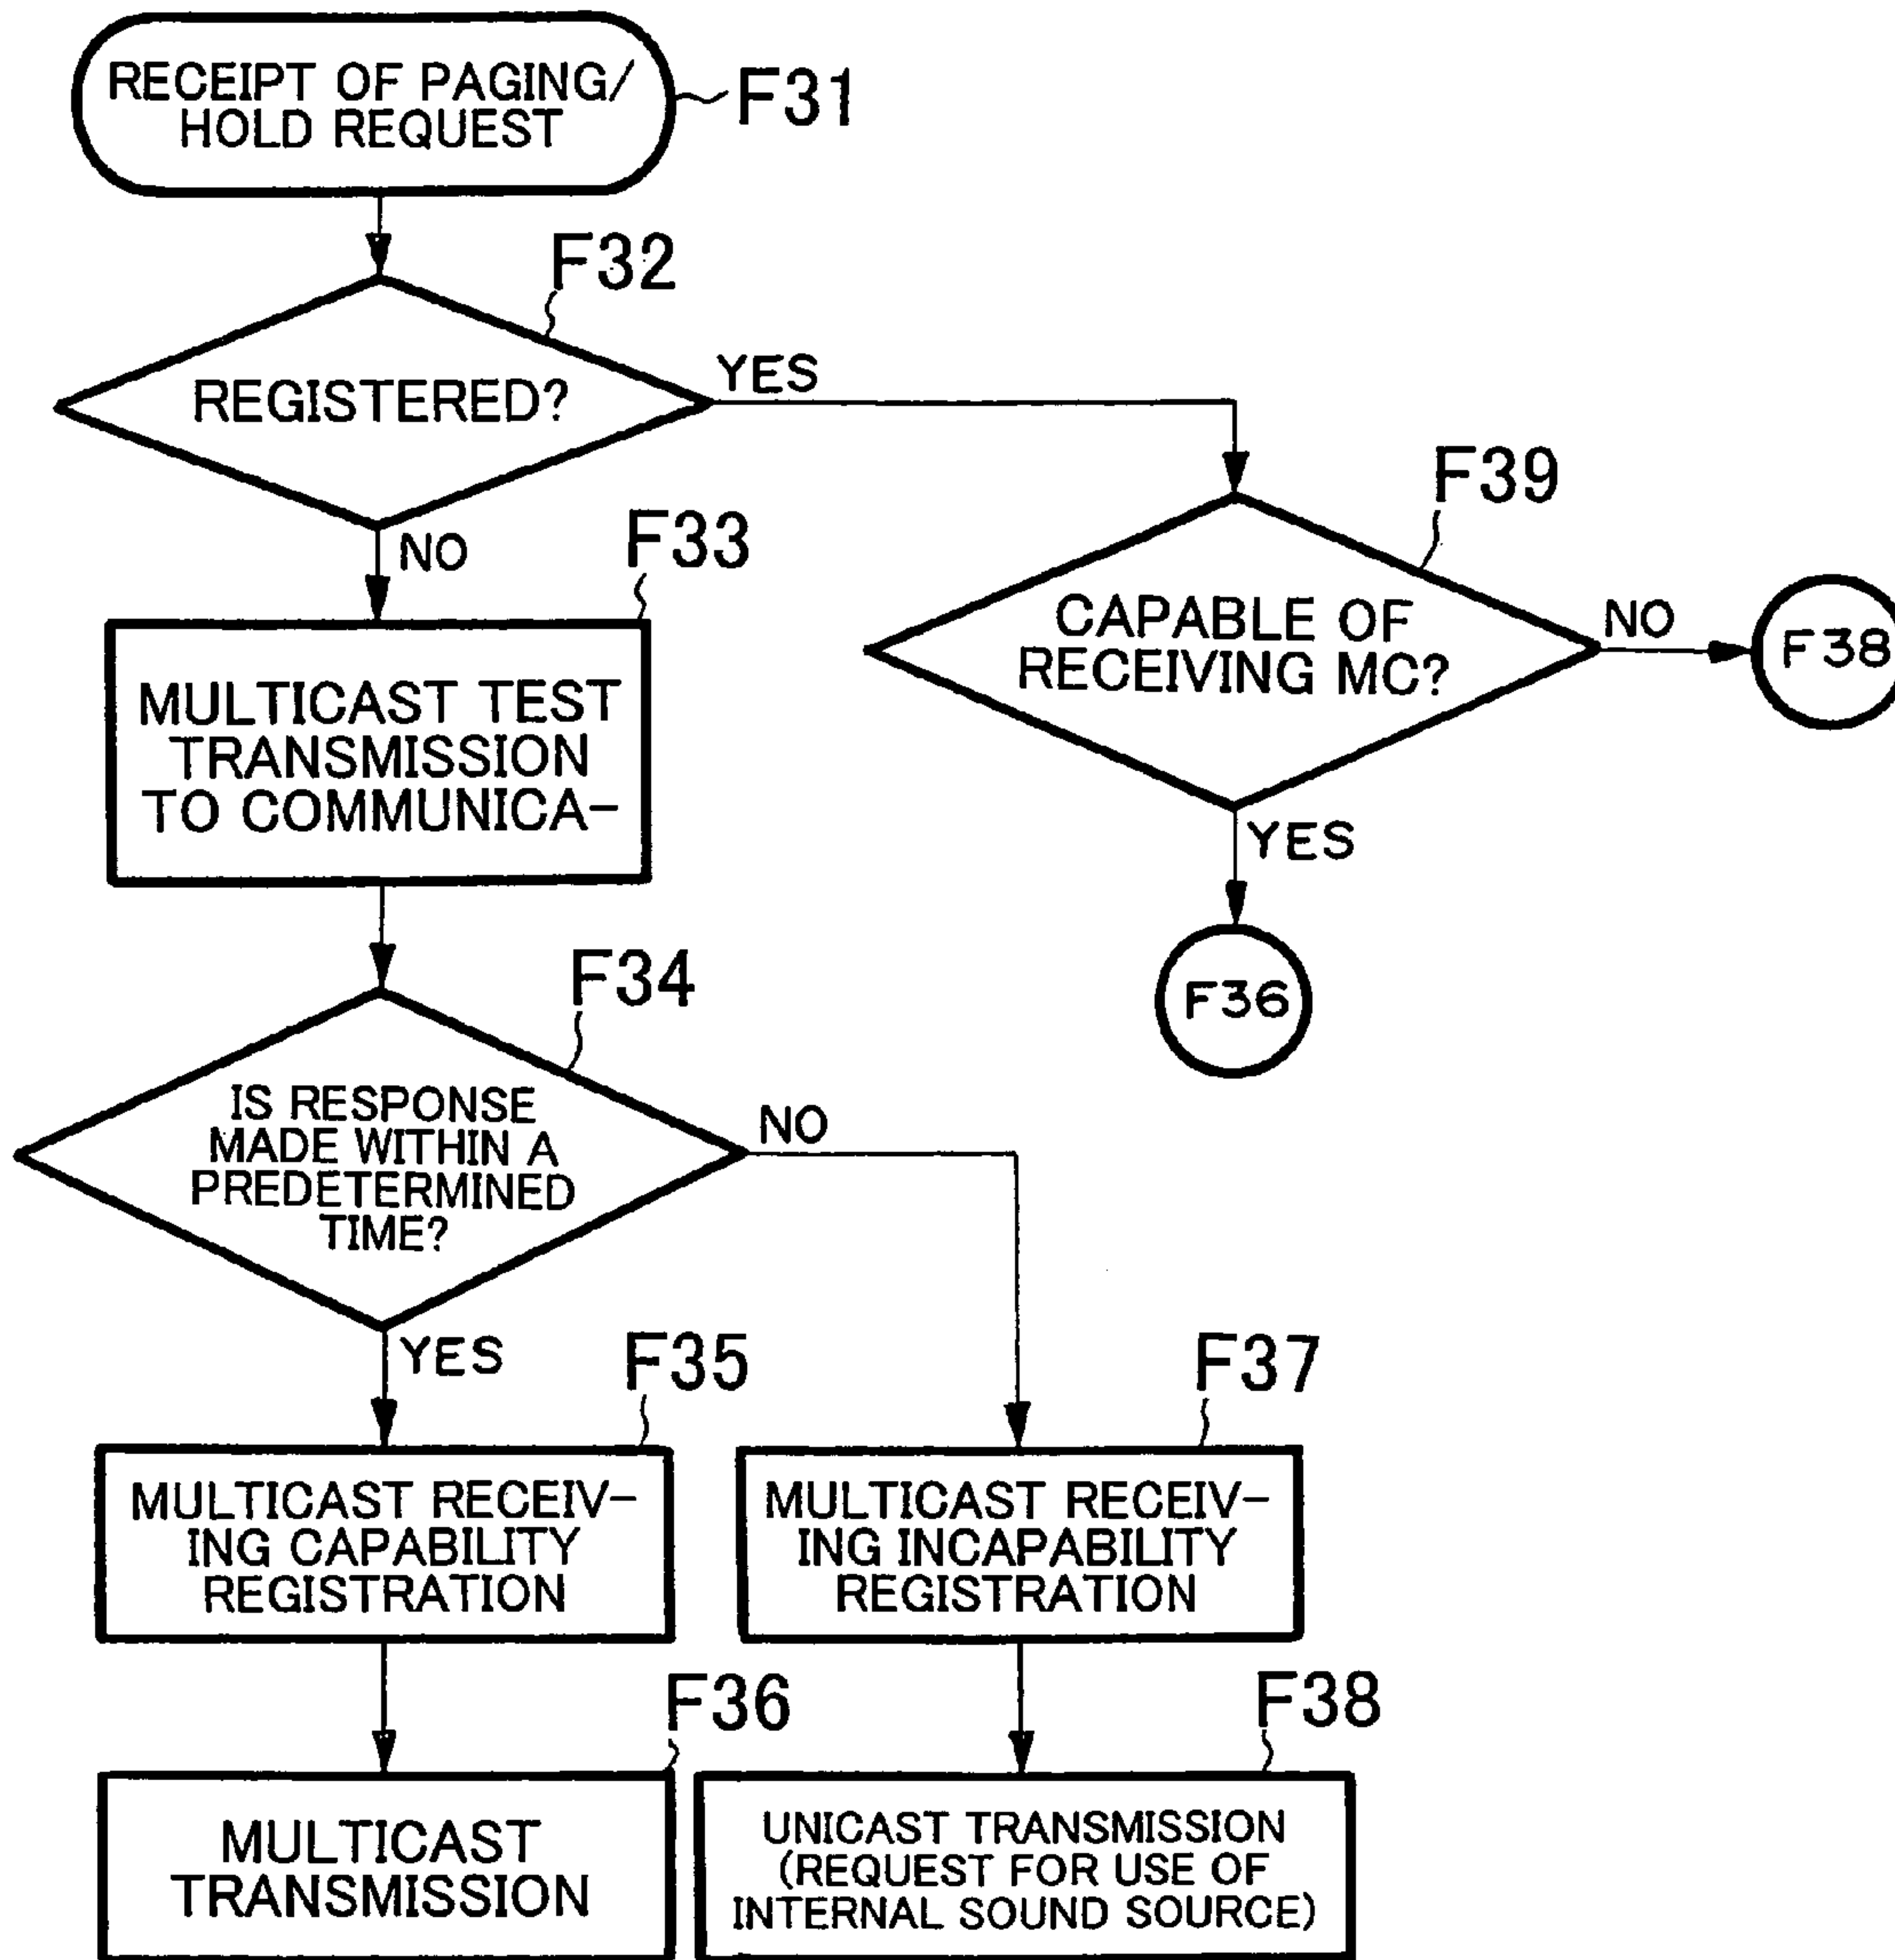 RECEIPT OF PAGING/
HOLD REQUEST
F31
F32
REGISTERED?
YES
NO
F33
MULTICAST TEST
TRANSMISSION
TO COMMUNICA-
F39
CAPABLE OF
RECEIVING MC?
NO
F38
YES
F36
F34
IS RESPONSE
MADE WITHIN A
PREDETERMINED
TIME?
NO
YES
F35
MULTICAST RECEIV-
ING CAPABILITY
REGISTRATION
F37
MULTICAST RECEIV-
ING INCAPABILITY
REGISTRATION
F36
MULTICAST
TRANSMISSION
F38
UNICAST TRANSMISSION
(REQUEST FOR USE OF
INTERNAL SOUND SOURCE)